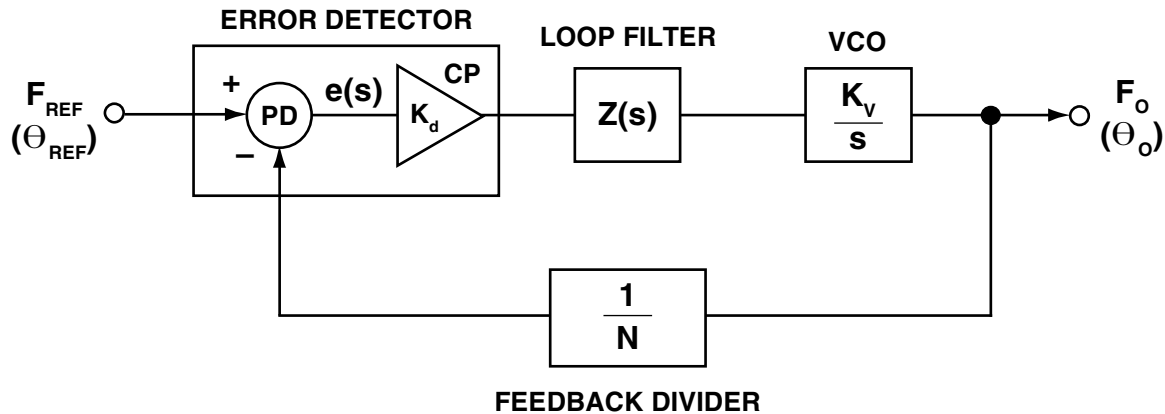 ERROR DETECTOR
LOOP FILTER
VCO
F_REF
(Θ_REF)
+
PD
−
e(s)
CP
K_d
Z(s)
K_V
s
F_O
(Θ_O)
1
N
FEEDBACK DIVIDER